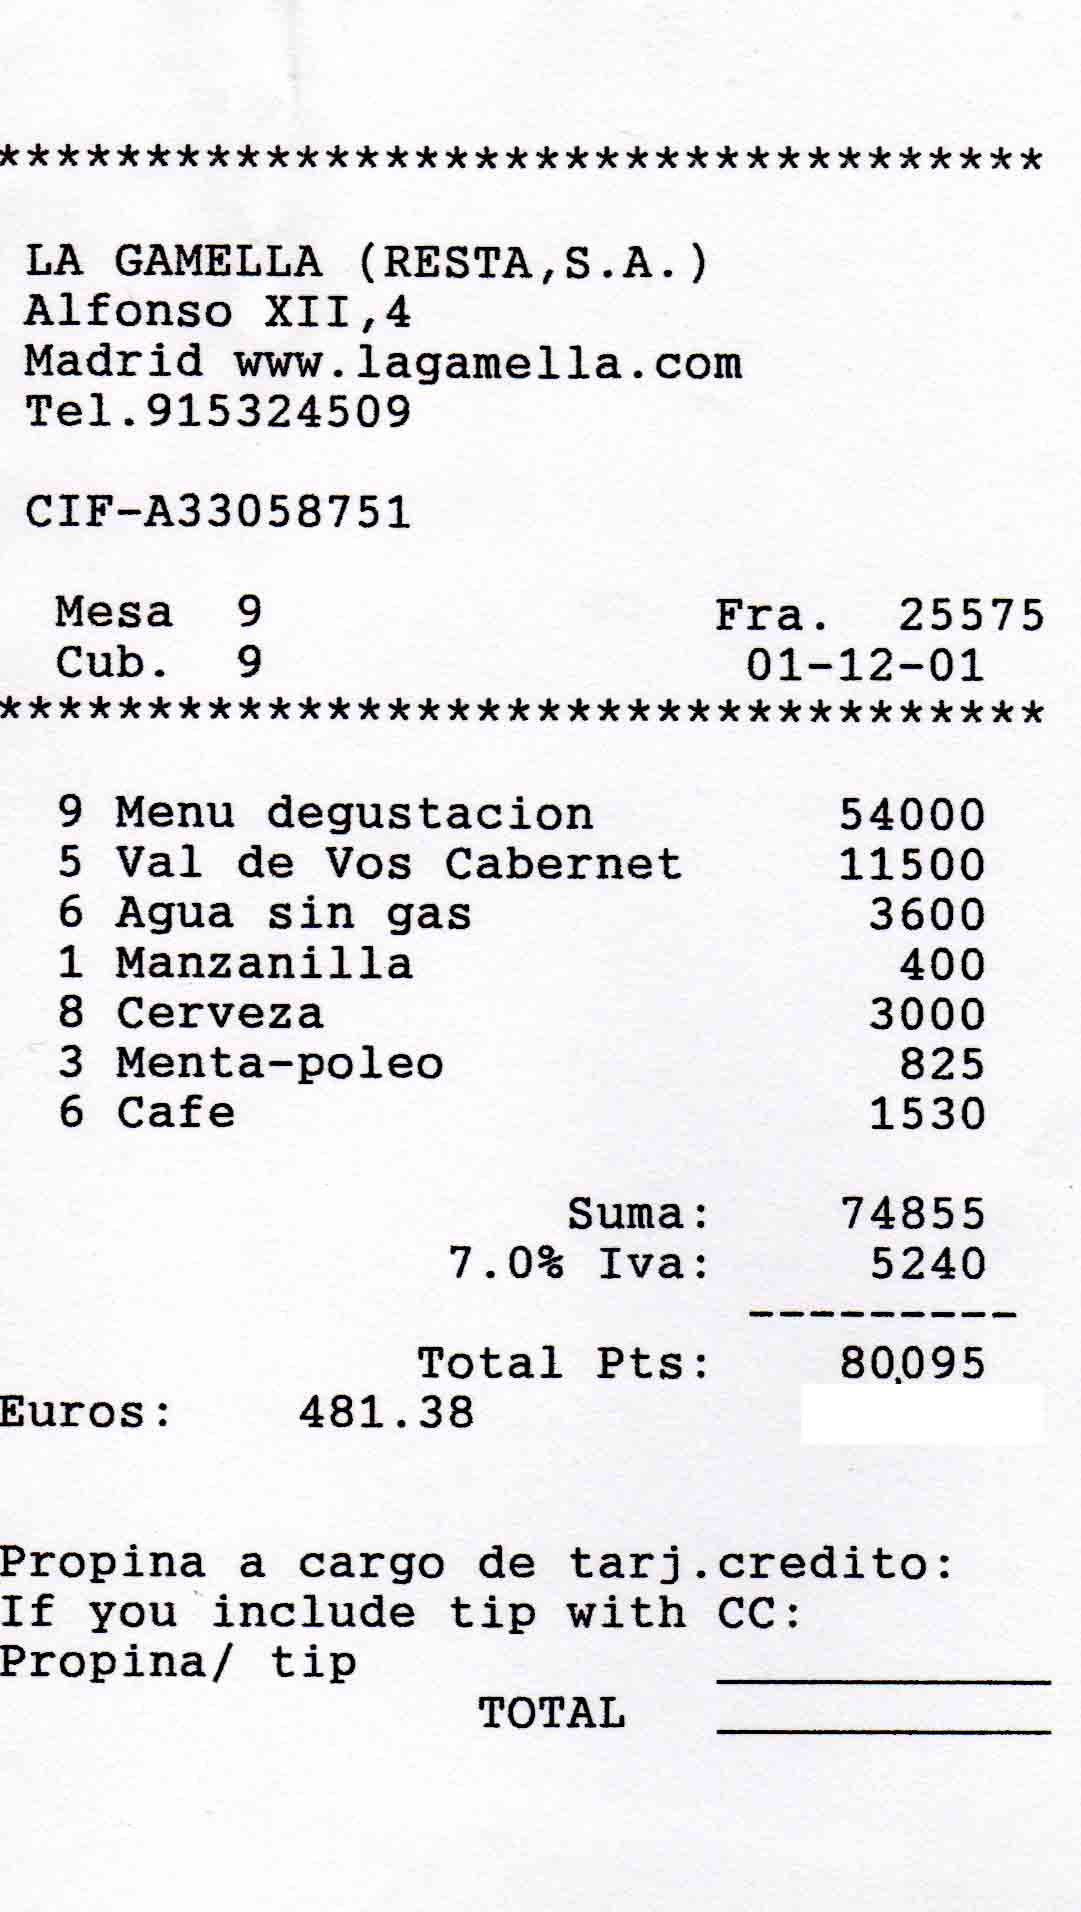 ***********************************
LA GAMELLA (RESTA,S.A.)
Alfonso XII,4
Madrid www.lagamella.com
Tel.915324509
CIF-A33058751
Mesa 9 Fra. 25575
Cub. 9 01-12-01
***********************************
9 Menu degustacion 54000
5 Val de Vos Cabernet 11500
6 Agua sin gas 3600
1 Manzanilla 400
8 Cerveza 3000
3 Menta-poleo 825
6 Cafe 1530
Suma: 74855
7.0% Iva: 5240
---------
Total Pts: 80,095
Euros: 481.38
Propina a cargo de tarj.credito:
If you include tip with CC:
Propina/ tip ___________
TOTAL ___________